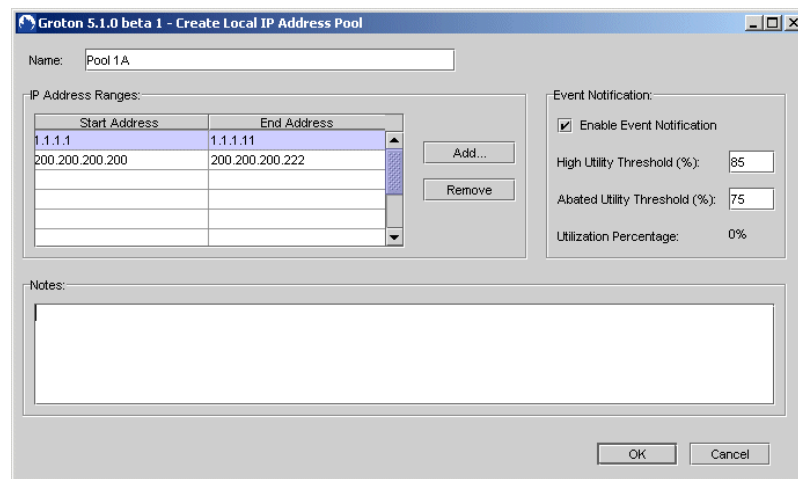 Groton 5.1.0 beta 1 - Create Local IP Address Pool
Name: Pool 1A
IP Address Ranges:
Start Address End Address
1.1.1.1 1.1.1.11
200.200.200.200 200.200.200.222
Add...
Remove
Event Notification:
Enable Event Notification
High Utility Threshold (%): 85
Abated Utility Threshold (%): 75
Utilization Percentage: 0%
Notes:
OK Cancel